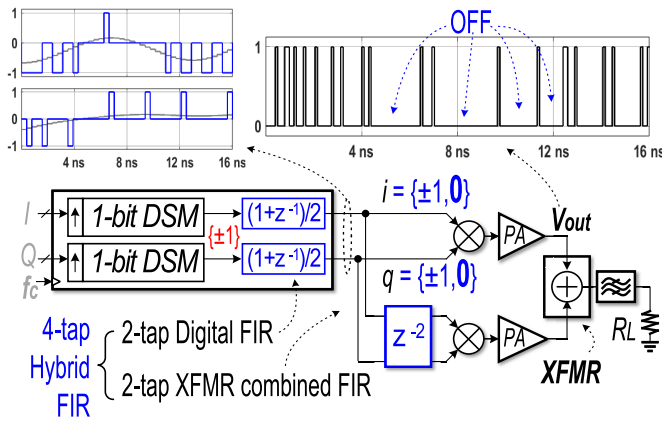 1
0
-1
1
0
-1
4 ns 8 ns 12 ns 16 ns
OFF
1
0
4 ns 8 ns 12 ns 16 ns
I
1-bit DSM
(1+z⁻¹)/2
{±1}
Q
1-bit DSM
(1+z⁻¹)/2
fc
i = {±1,0}
q = {±1,0}
PA
Vout
z⁻²
PA
RL
XFMR
4-tap
Hybrid
FIR
2-tap Digital FIR
2-tap XFMR combined FIR